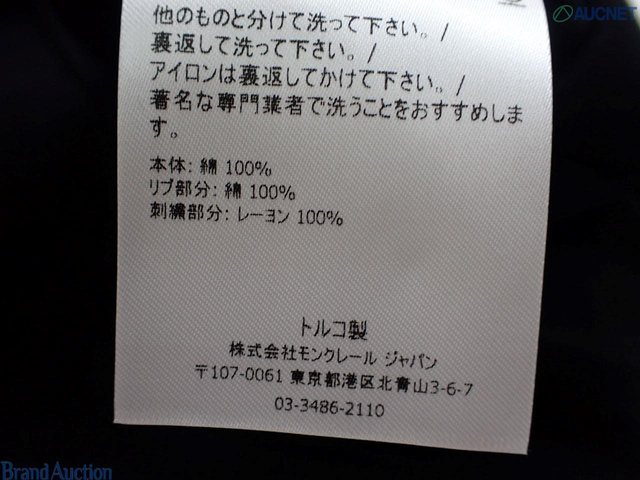 AUCNET
他のものと分けて洗って下さい。/
裏返して洗って下さい。/
アイロンは裏返してかけて下さい。/
著名な専門業者で洗うことをおすすめしま
す。
本体: 綿 100%
リブ部分: 綿 100%
刺繍部分: レーヨン 100%
トルコ製
株式会社モンクレール ジャパン
〒107-0061 東京都港区北青山3-6-7
03-3486-2110
Brand Auction